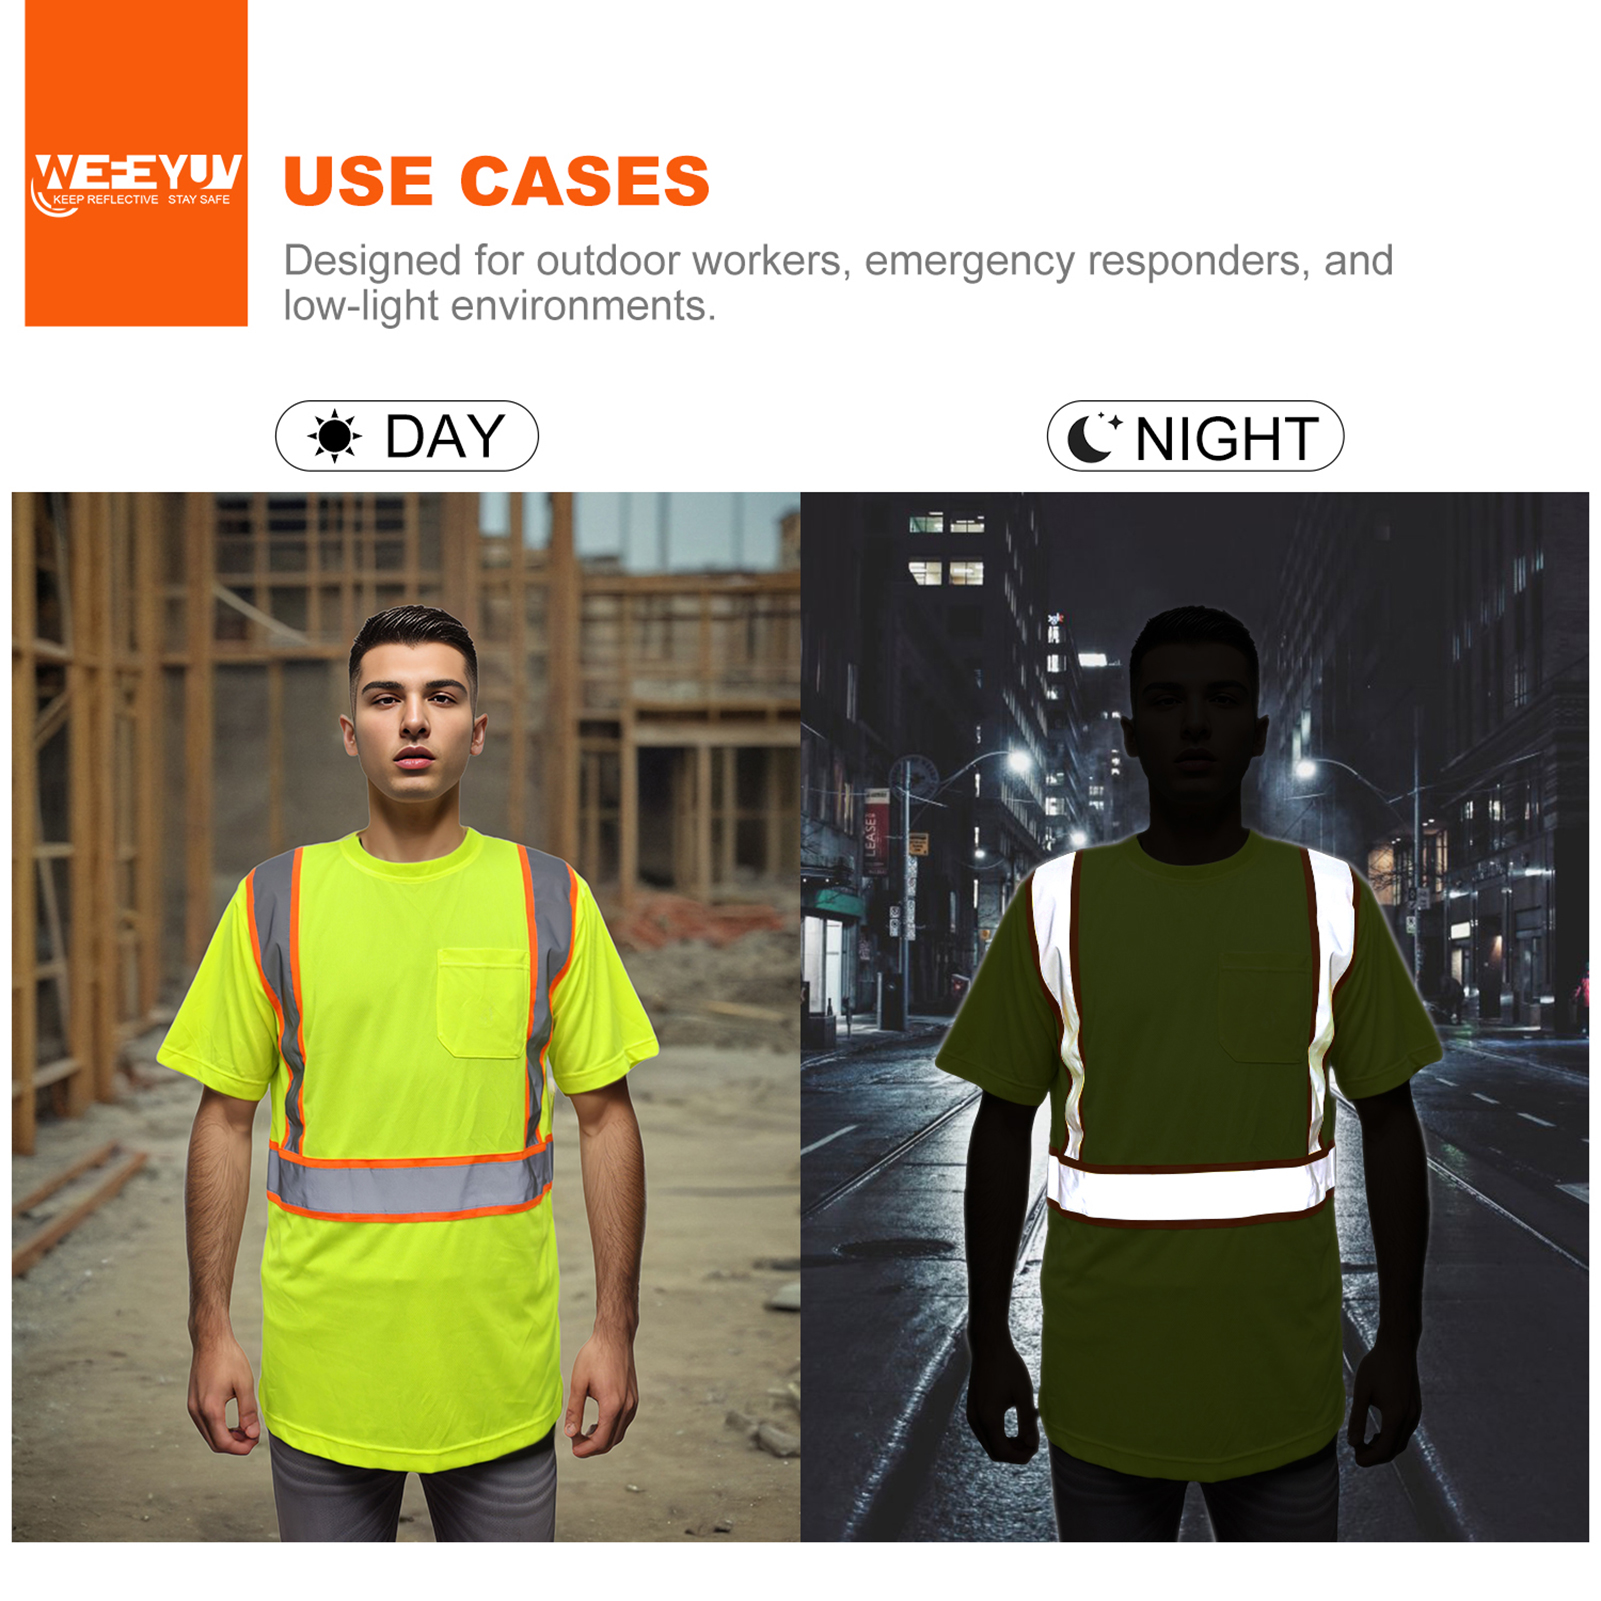 WEFEYUV
KEEP REFLECTIVE STAY SAFE
USE CASES
Designed for outdoor workers, emergency responders, and
low-light environments.
DAY
NIGHT
LEASE